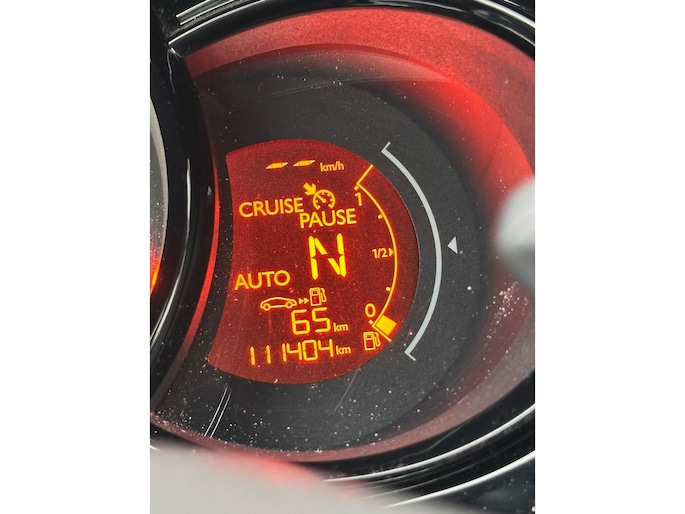 -- km/h
CRUISE
PAUSE
1
N
1/2
AUTO
0
65 km
111404 km